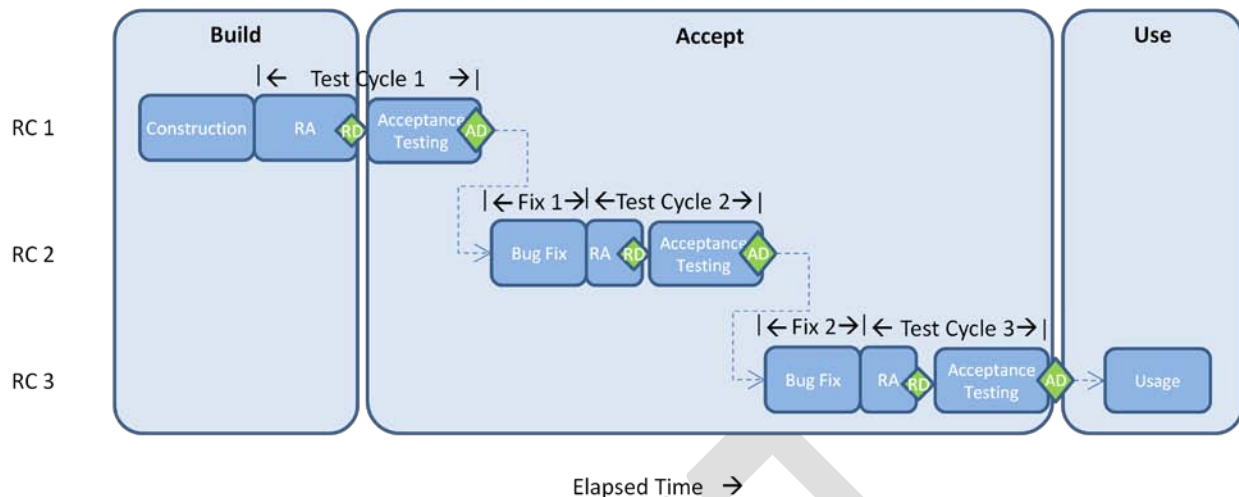 Build
Accept
Use
|← Test Cycle 1 →|
RC 1
Construction
RA
RD
Acceptance
Testing
AD
|← Fix 1 →|←Test Cycle 2 →|
RC 2
Bug Fix
RA
RD
Acceptance
Testing
AD
|← Fix 2 →|← Test Cycle 3→|
RC 3
Bug Fix
RA
RD
Acceptance
Testing
AD
Usage
Elapsed Time →